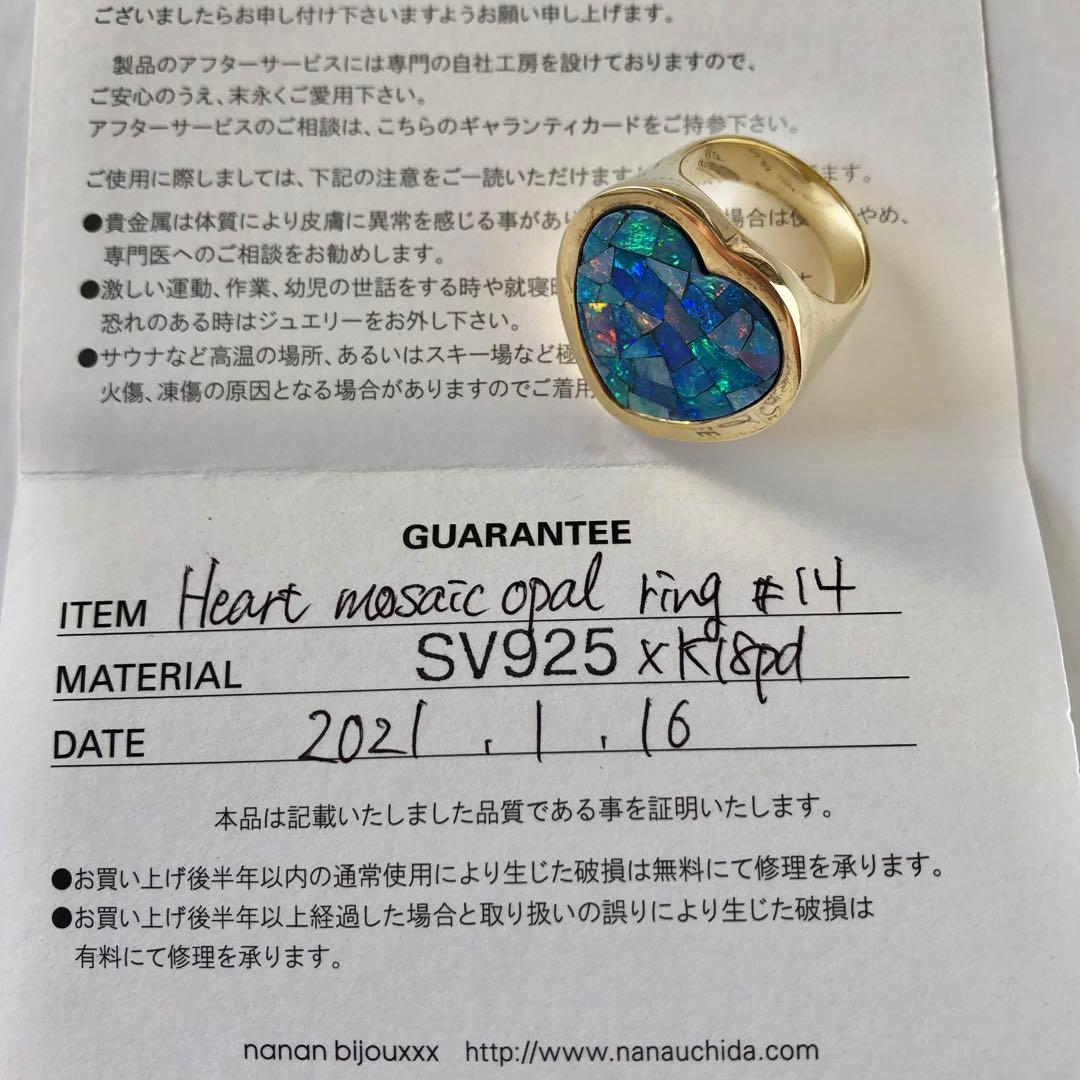 ございましたらお申し付け下さいますようお願い申し上げます。
製品のアフターサービスには専門の自社工房を設けておりますので、
ご安心のうえ、末永くご愛用下さい。
アフターサービスのご相談は、こちらのギャランティカードをご持参下さい。
ご使用に際しましては、下記の注意をご一読いただけます ます。
●貴金属は体質により皮膚に異常を感じる事があり 場合は使 やめ、
専門医へのご相談をお勧めします。
●激しい運動、作業、幼児の世話をする時や就寝時
恐れのある時はジュエリーをお外し下さい。
●サウナなど高温の場所、あるいはスキー場など極
火傷、凍傷の原因となる場合がありますのでご着用
GUARANTEE
ITEM Heart mosaic opal ring #14
MATERIAL SV925 x K18pd
DATE 2021 . 1 . 16
本品は記載いたしました品質である事を証明いたします。
●お買い上げ後半年以内の通常使用により生じた破損は無料にて修理を承ります。
●お買い上げ後半年以上経過した場合と取り扱いの誤りにより生じた破損は
有料にて修理を承ります。
nanan bijouxxx http://www.nanauchida.com